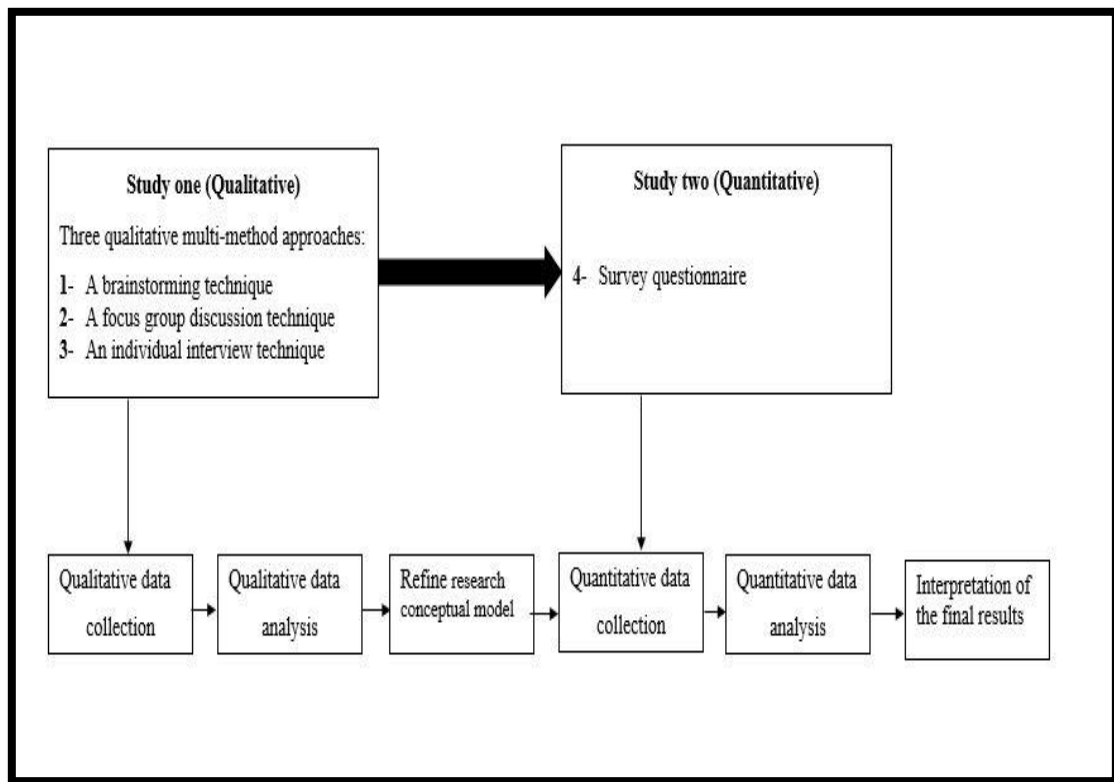 Study one (Qualitative)
Three qualitative multi-method approaches:
1- A brainstorming technique
2- A focus group discussion technique
3- An individual interview technique
Study two (Quantitative)
4- Survey questionnaire
Qualitative data
collection
Qualitative data
analysis
Refine research
conceptual model
Quantitative data
collection
Quantitative data
analysis
Interpretation of
the final results